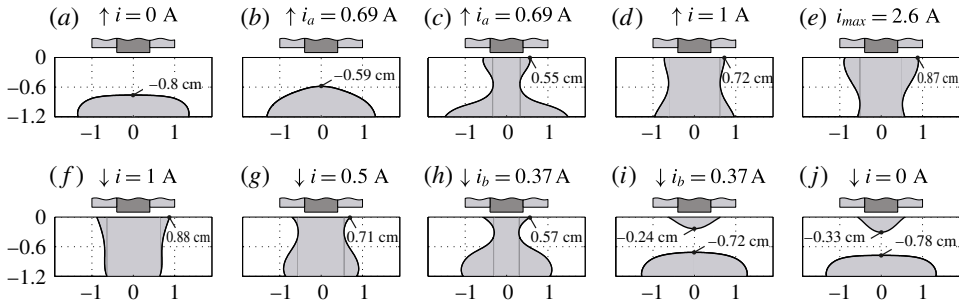 (a) ↑ i = 0 A
(b) ↑ i_a = 0.69 A
(c) ↑ i_a = 0.69 A
(d) ↑ i = 1 A
(e) i_max = 2.6 A
0
−0.6
−1.2
−0.8 cm
−0.59 cm
0.55 cm
0.72 cm
0.87 cm
−1 0 1
−1 0 1
−1 0 1
−1 0 1
−1 0 1
(f) ↓ i = 1 A
(g) ↓ i = 0.5 A
(h) ↓ i_b = 0.37 A
(i) ↓ i_b = 0.37 A
(j) ↓ i = 0 A
0
−0.6
−1.2
0.88 cm
0.71 cm
0.57 cm
−0.24 cm
−0.72 cm
−0.33 cm
−0.78 cm
−1 0 1
−1 0 1
−1 0 1
−1 0 1
−1 0 1